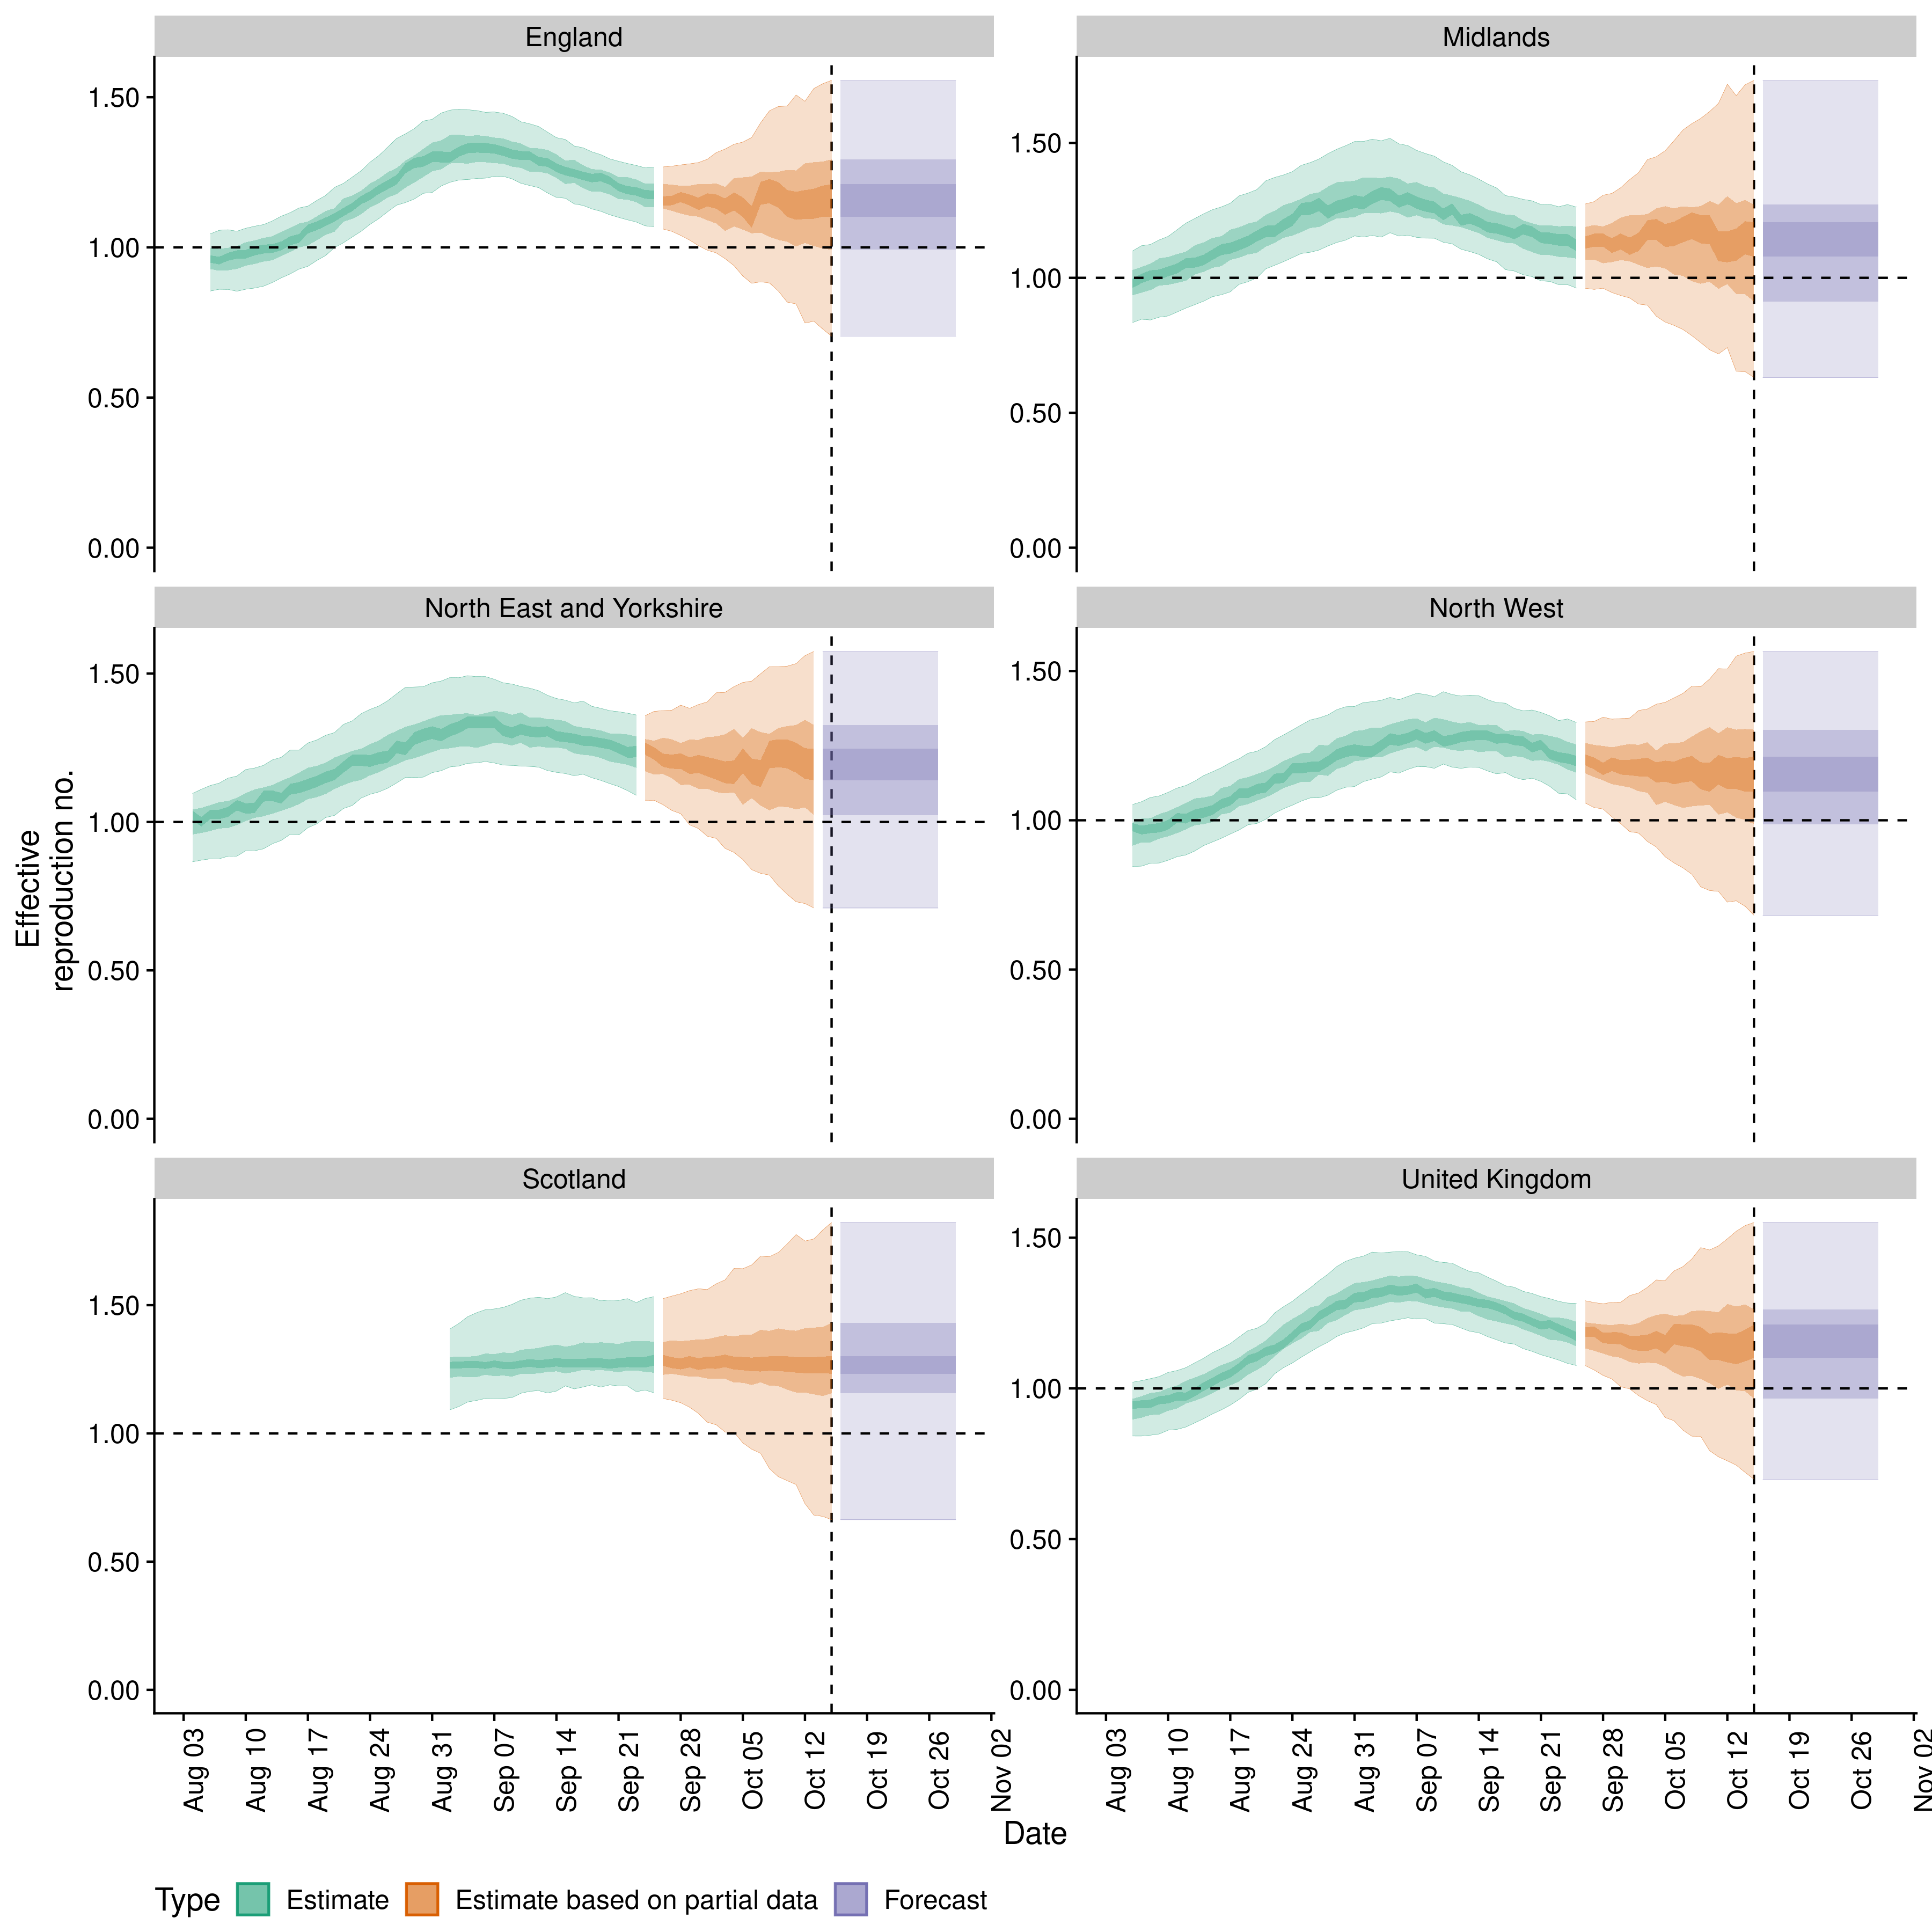 England
Midlands
1.50
1.00
0.50
0.00
1.50
1.00
0.50
0.00
North East and Yorkshire
North West
1.50
1.00
0.50
0.00
1.50
1.00
0.50
0.00
Scotland
United Kingdom
1.50
1.00
0.50
0.00
1.50
1.00
0.50
0.00
Effective
reproduction no.
Aug 03
Aug 10
Aug 17
Aug 24
Aug 31
Sep 07
Sep 14
Sep 21
Sep 28
Oct 05
Oct 12
Oct 19
Oct 26
Nov 02
Aug 03
Aug 10
Aug 17
Aug 24
Aug 31
Sep 07
Sep 14
Sep 21
Sep 28
Oct 05
Oct 12
Oct 19
Oct 26
Nov 02
Date
Type Estimate Estimate based on partial data Forecast